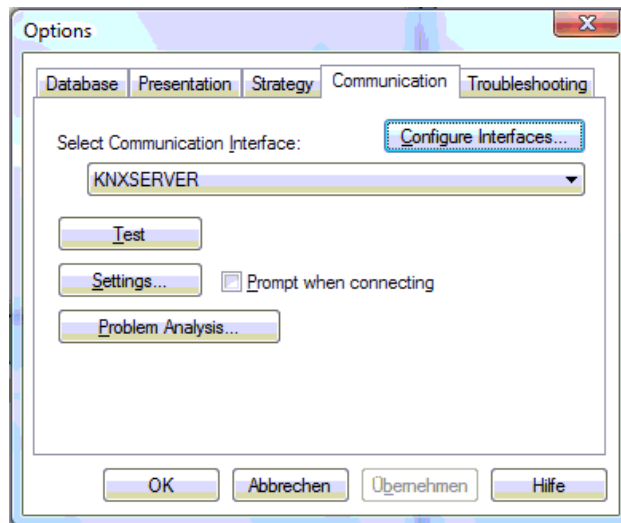 Options
Database Presentation Strategy Communication Troubleshooting
Select Communication Interface: Configure Interfaces...
KNXSERVER
Test
Settings... Prompt when connecting
Problem Analysis...
OK Abbrechen Übernehmen Hilfe